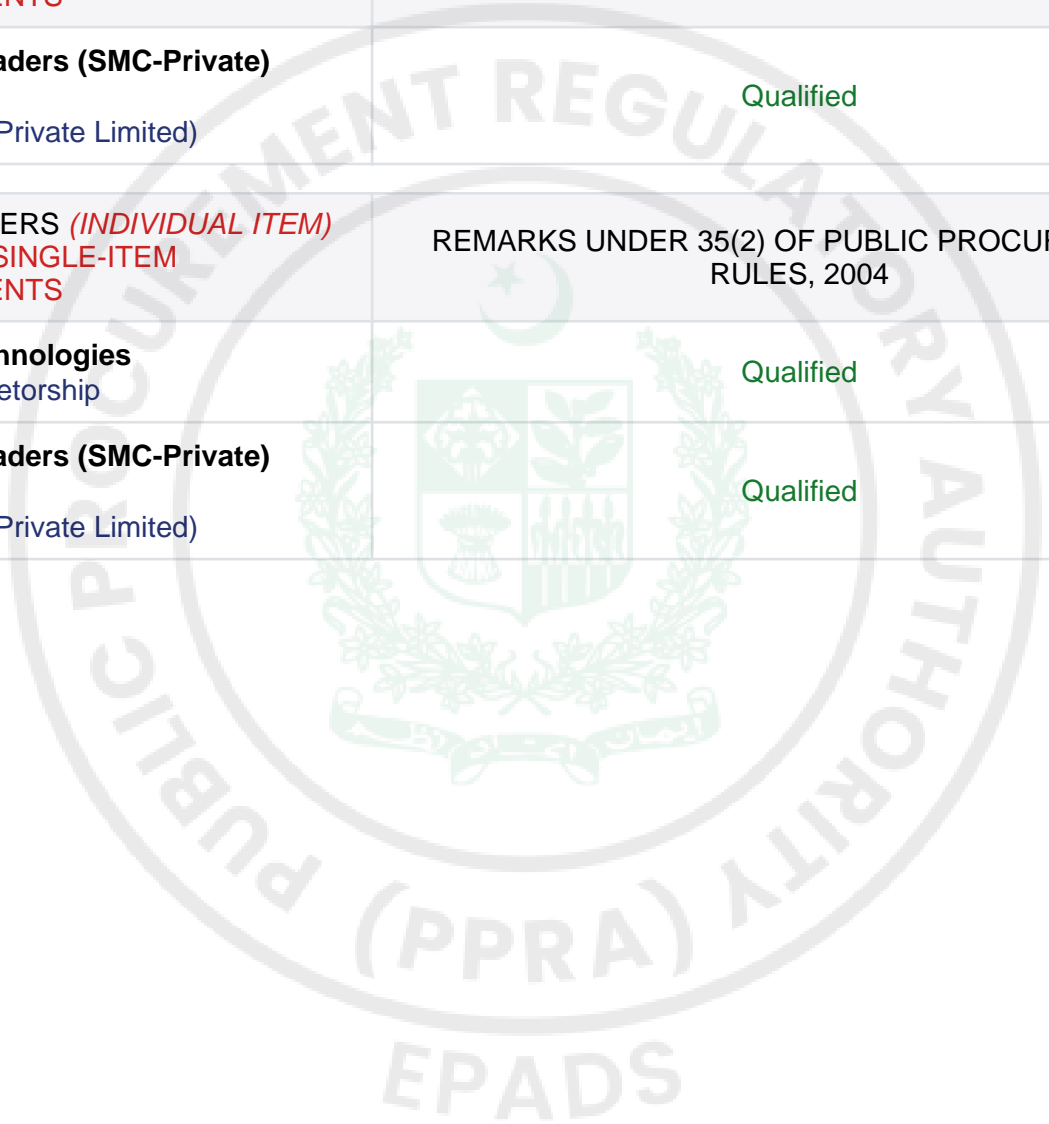 ENTS
aders (SMC-Private)
Private Limited)
Qualified
ERS (INDIVIDUAL ITEM)
SINGLE-ITEM
ENTS
REMARKS UNDER 35(2) OF PUBLIC PROCUR
RULES, 2004
hnologies
etorship
Qualified
aders (SMC-Private)
Private Limited)
Qualified
PUBLIC PROCUREMENT REGULATORY AUTHORITY
(PPRA)
EPADS